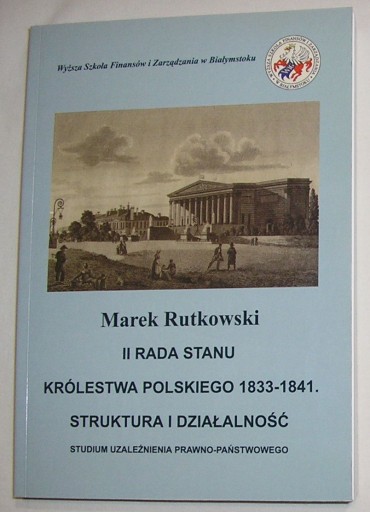 Wyższa Szkoła Finansów i Zarządzania w Białymstoku
Marek Rutkowski
II RADA STANU
KRÓLESTWA POLSKIEGO 1833-1841.
STRUKTURA I DZIAŁALNOŚĆ
STUDIUM UZALEŻNIENIA PRAWNO-PAŃSTWOWEGO